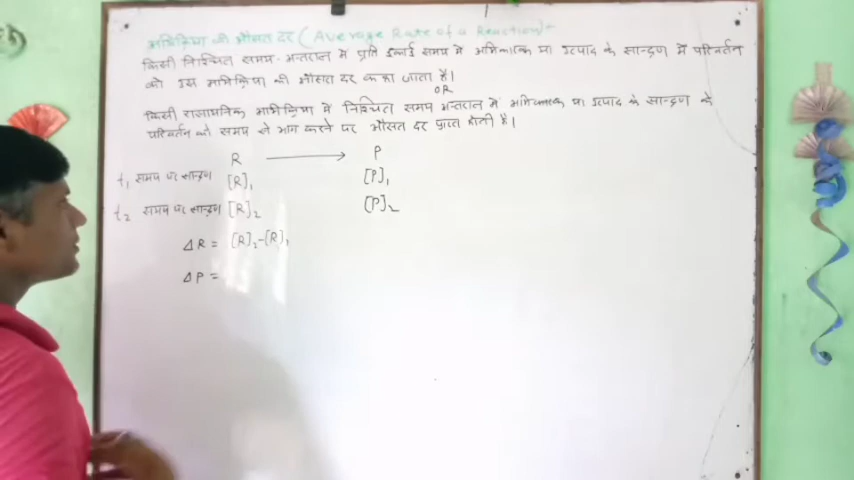 अभिक्रिया की औसत दर (Average Rate of a Reaction)-
किसी निश्चित समय-अन्तराल में प्रति इकाई समय में अभिकारक या उत्पाद के सान्द्रण में परिवर्तन
को उस अभिक्रिया की औसत दर कहा जाता है।
OR
किसी रासायनिक अभिक्रिया में निश्चित समय अन्तराल में अभिकारक या उत्पाद के सान्द्रण के
परिवर्तन को समय से भाग करने पर औसत दर प्राप्त होती है।
R ⟶ P
t₁ समय पर सान्द्रण [R]₁ [P]₁
t₂ समय पर सान्द्रण [R]₂ [P]₂
ΔR = [R]₂-[R]₁
ΔP =